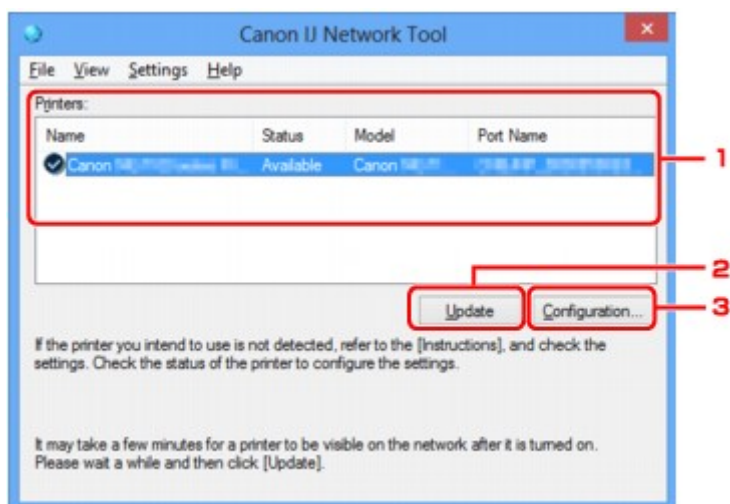 Canon IJ Network Tool
File View Settings Help
Printers:
Name Status Model Port Name
Canon Available Canon
1
2
Update Configuration...
3
If the printer you intend to use is not detected, refer to the [Instructions], and check the
settings. Check the status of the printer to configure the settings.
It may take a few minutes for a printer to be visible on the network after it is turned on.
Please wait a while and then click [Update].